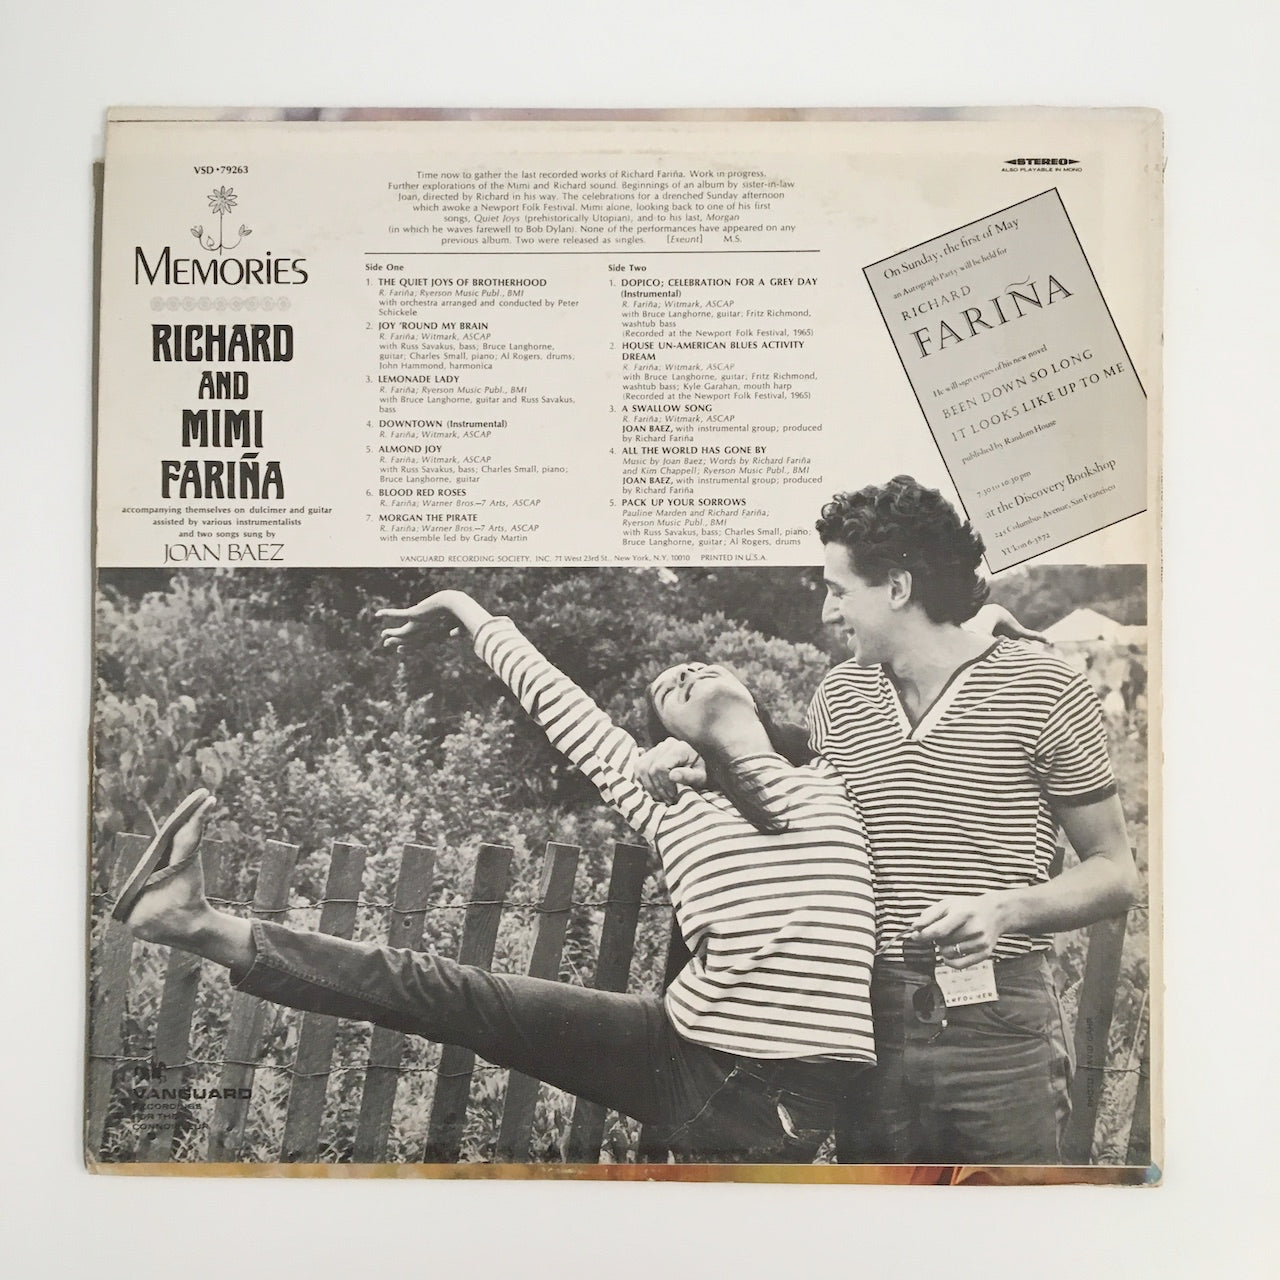 VSD•79263
MEMORIES
RICHARD
AND
MIMI
FARIÑA
accompanying themselves on dulcimer and guitar
assisted by various instrumentalists
and two songs sung by
JOAN BAEZ
Time now to gather the last recorded works of Richard Fariña. Work in progress.
Further explorations of the Mimi and Richard sound. Beginnings of an album by sister-in-law
Joan, directed by Richard in his way. The celebrations for a drenched Sunday afternoon
which awoke a Newport Folk Festival. Mimi alone, looking back to one of his first
songs, Quiet Joys (prehistorically Utopian), and to his last, Morgan
(in which he waves farewell to Bob Dylan). None of the performances have appeared on any
previous album. Two were released as singles. [Exeunt] M.S.
Side One
1. THE QUIET JOYS OF BROTHERHOOD
R. Fariña; Ryerson Music Publ., BMI
with orchestra arranged and conducted by Peter
Schickele
2. JOY 'ROUND MY BRAIN
R. Fariña; Witmark, ASCAP
with Russ Savakus, bass; Bruce Langhorne,
guitar; Charles Small, piano; Al Rogers, drums,
John Hammond, harmonica
3. LEMONADE LADY
R. Fariña; Ryerson Music Publ., BMI
with Bruce Langhorne, guitar and Russ Savakus,
bass
4. DOWNTOWN (Instrumental)
R. Fariña; Witmark, ASCAP
5. ALMOND JOY
R. Fariña; Witmark, ASCAP
with Russ Savakus, bass; Charles Small, piano;
Bruce Langhorne, guitar
6. BLOOD RED ROSES
R. Fariña; Warner Bros.—7 Arts, ASCAP
7. MORGAN THE PIRATE
R. Fariña; Warner Bros.—7 Arts, ASCAP
with ensemble led by Grady Martin
Side Two
1. DOPICO; CELEBRATION FOR A GREY DAY
(Instrumental)
R. Fariña; Witmark, ASCAP
with Bruce Langhorne, guitar; Fritz Richmond,
washtub bass
(Recorded at the Newport Folk Festival, 1965)
2. HOUSE UN-AMERICAN BLUES ACTIVITY
DREAM
R. Fariña; Witmark, ASCAP
with Bruce Langhorne, guitar; Fritz Richmond,
washtub bass; Kyle Garahan, mouth harp
(Recorded at the Newport Folk Festival, 1965)
3. A SWALLOW SONG
R. Fariña; Witmark, ASCAP
JOAN BAEZ, with instrumental group; produced
by Richard Fariña
4. ALL THE WORLD HAS GONE BY
Music by Joan Baez; Words by Richard Fariña
and Kim Chappell; Ryerson Music Publ., BMI
JOAN BAEZ, with instrumental group; produced
by Richard Fariña
5. PACK UP YOUR SORROWS
Pauline Marden and Richard Fariña;
Ryerson Music Publ., BMI
with Russ Savakus, bass; Charles Small, piano;
Bruce Langhorne, guitar; Al Rogers, drums
VANGUARD RECORDING SOCIETY, INC. 71 West 23rd St., New York, N.Y. 10010 PRINTED IN U.S.A.
STEREO
ALSO PLAYABLE IN MONO
On Sunday, the first of May
an Autograph Party will be held for
RICHARD
FARIÑA
He will sign copies of his new novel
BEEN DOWN SO LONG
IT LOOKS LIKE UP TO ME
published by Random House
7.30 to 10:30 pm
at the Discovery Bookshop
241 Columbus Avenue, San Francisco
YUkon 6-3872
VANGUARD
RECORDINGS
FOR THE
CONNOISSEUR